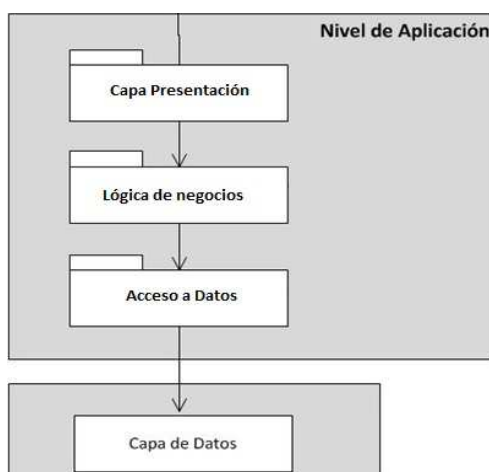 Nivel de Aplicación
Capa Presentación
Lógica de negocios
Acceso a Datos
Capa de Datos